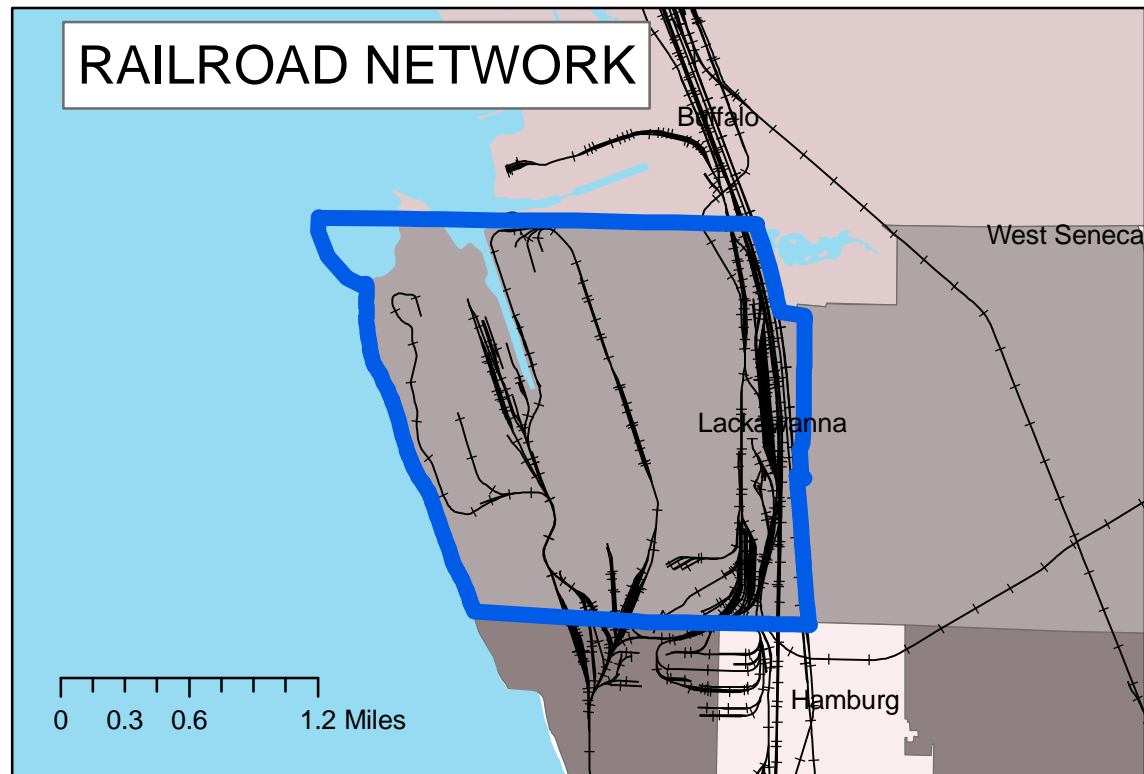 RAILROAD NETWORK
Buffalo
West Seneca
Lackawanna
Hamburg
0 0.3 0.6 1.2 Miles